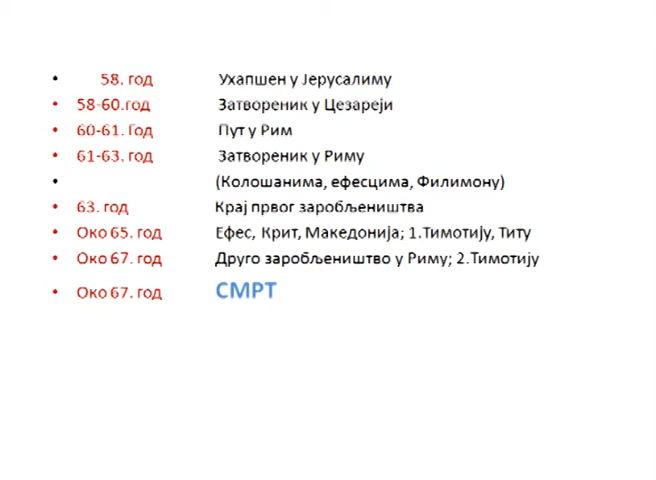 • 58. год Ухапшен у Јерусалиму
• 58-60.год Затвореник у Цезареји
• 60-61. Год Пут у Рим
• 61-63. год Затвореник у Риму
• (Колошанима, ефесцима, Филимону)
• 63. год Крај првог заробљеништва
• Око 65. год Ефес, Крит, Македонија; 1.Тимотију, Титу
• Око 67. год Друго заробљеништво у Риму; 2.Тимотију
• Око 67. год СМРТ